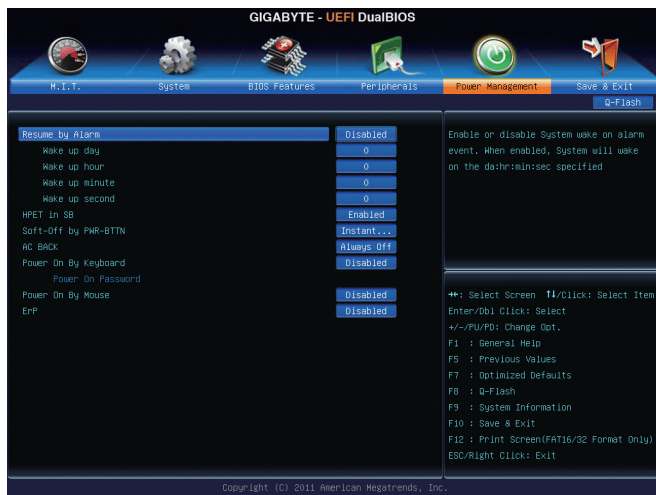 GIGABYTE - UEFI DualBIOS
M.I.T. System BIOS Features Peripherals Power Management Save & Exit
Q-Flash
Resume by Alarm Disabled
Wake up day 0
Wake up hour 0
Wake up minute 0
Wake up second 0
HPET in SB Enabled
Soft-Off by PWR-BTTN Instant...
AC BACK Always Off
Power On By Keyboard Disabled
Power On Password
Power On By Mouse Disabled
ErP Disabled
Enable or disable System wake on alarm
event. When enabled, System will wake
on the da:hr:min:sec specified
→←: Select Screen ↑↓/Click: Select Item
Enter/Dbl Click: Select
+/-/PU/PD: Change Opt.
F1 : General Help
F5 : Previous Values
F7 : Optimized Defaults
F8 : Q-Flash
F9 : System Information
F10 : Save & Exit
F12 : Print Screen(FAT16/32 Format Only)
ESC/Right Click: Exit
Copyright (C) 2011 American Megatrends, Inc.